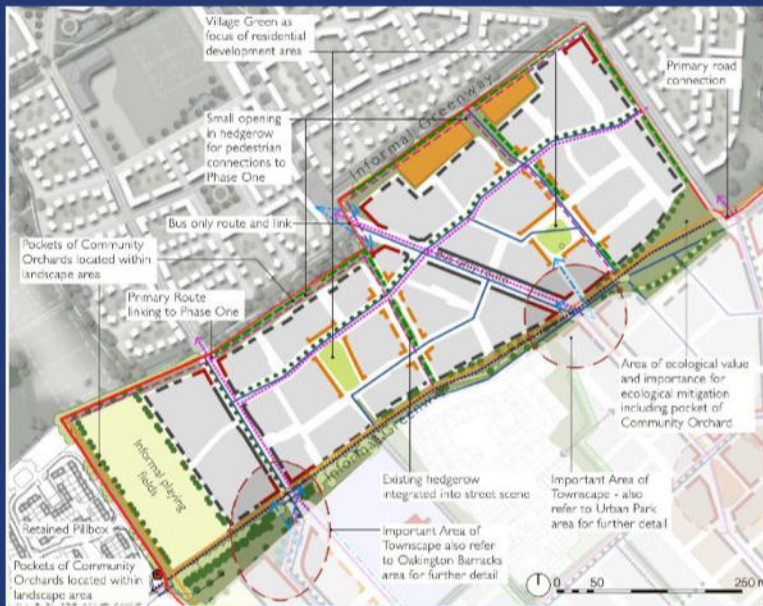 Village Green as
focus of residential
development area
Primary road
connection
Small opening
in hedgerow
for pedestrian
connections to
Phase One
Informal Greenway
Bus only route and link
Bus only route
Pockets of Community
Orchards located within
landscape area
Primary Route
linking to Phase One
Area of ecological value
and importance for
ecological mitigation
including pocket of
Community Orchard
Informal Greenway
Informal playing
fields
Existing hedgerow
integrated into street scene
Important Area of
Townscape - also
refer to Urban Park
area for further detail
Retained Pillbox
Important Area of
Townscape also refer
to Oakington Barracks
area for further detail
Pockets of Community
Orchards located within
landscape area
0 50 250 m